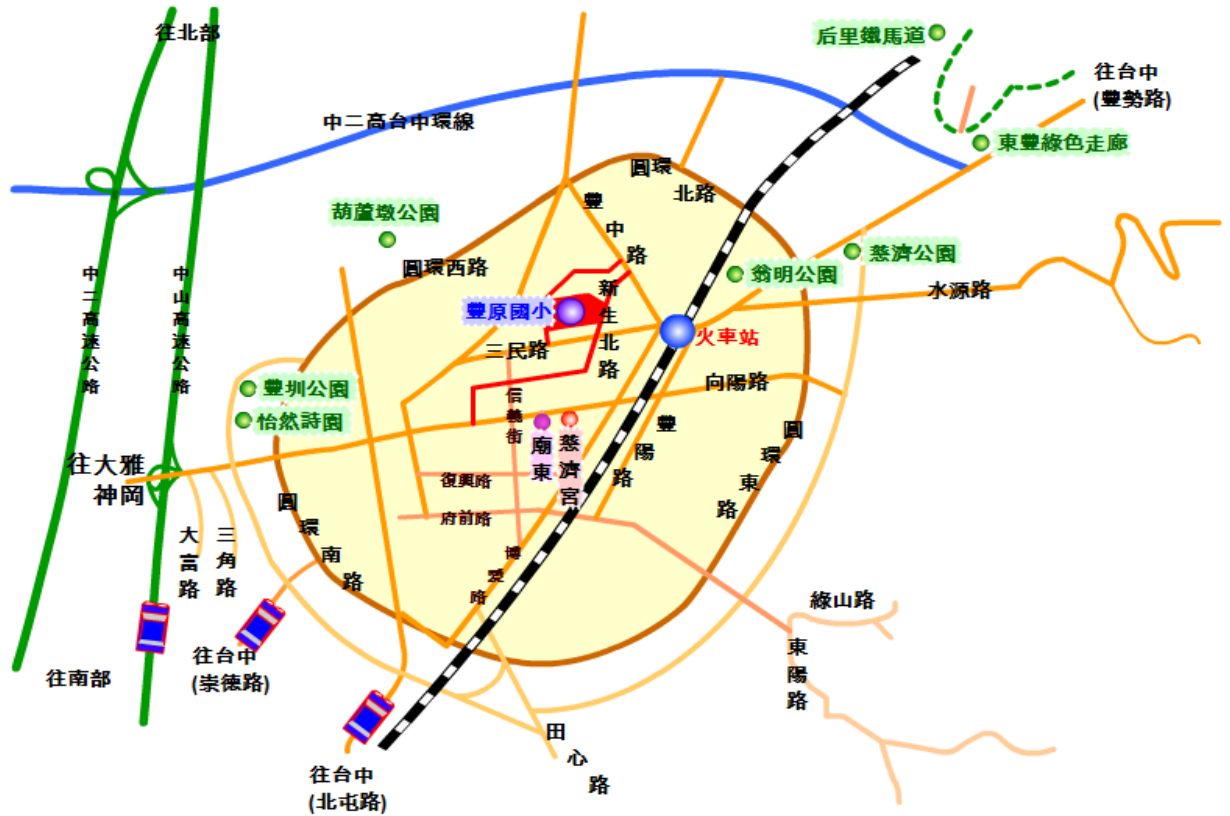 往北部
后里鐵馬道
往台中
(豐勢路)
中二高台中環線
東豐綠色走廊
圓環北路
葫蘆墩公園
豐中路
圓環西路
慈濟公園
翁明公園
水源路
中二高速公路
中山高速公路
豐原國小
新生北路
火車站
三民路
向陽路
豐圳公園
怡然詩園
信義街
廟東
慈濟宮
豐陽路
圓環東路
往大雅
神岡
復興路
府前路
圓環南路
大富路
三角路
博愛路
綠山路
東陽路
往南部
往台中
(崇德路)
田心路
往台中
(北屯路)